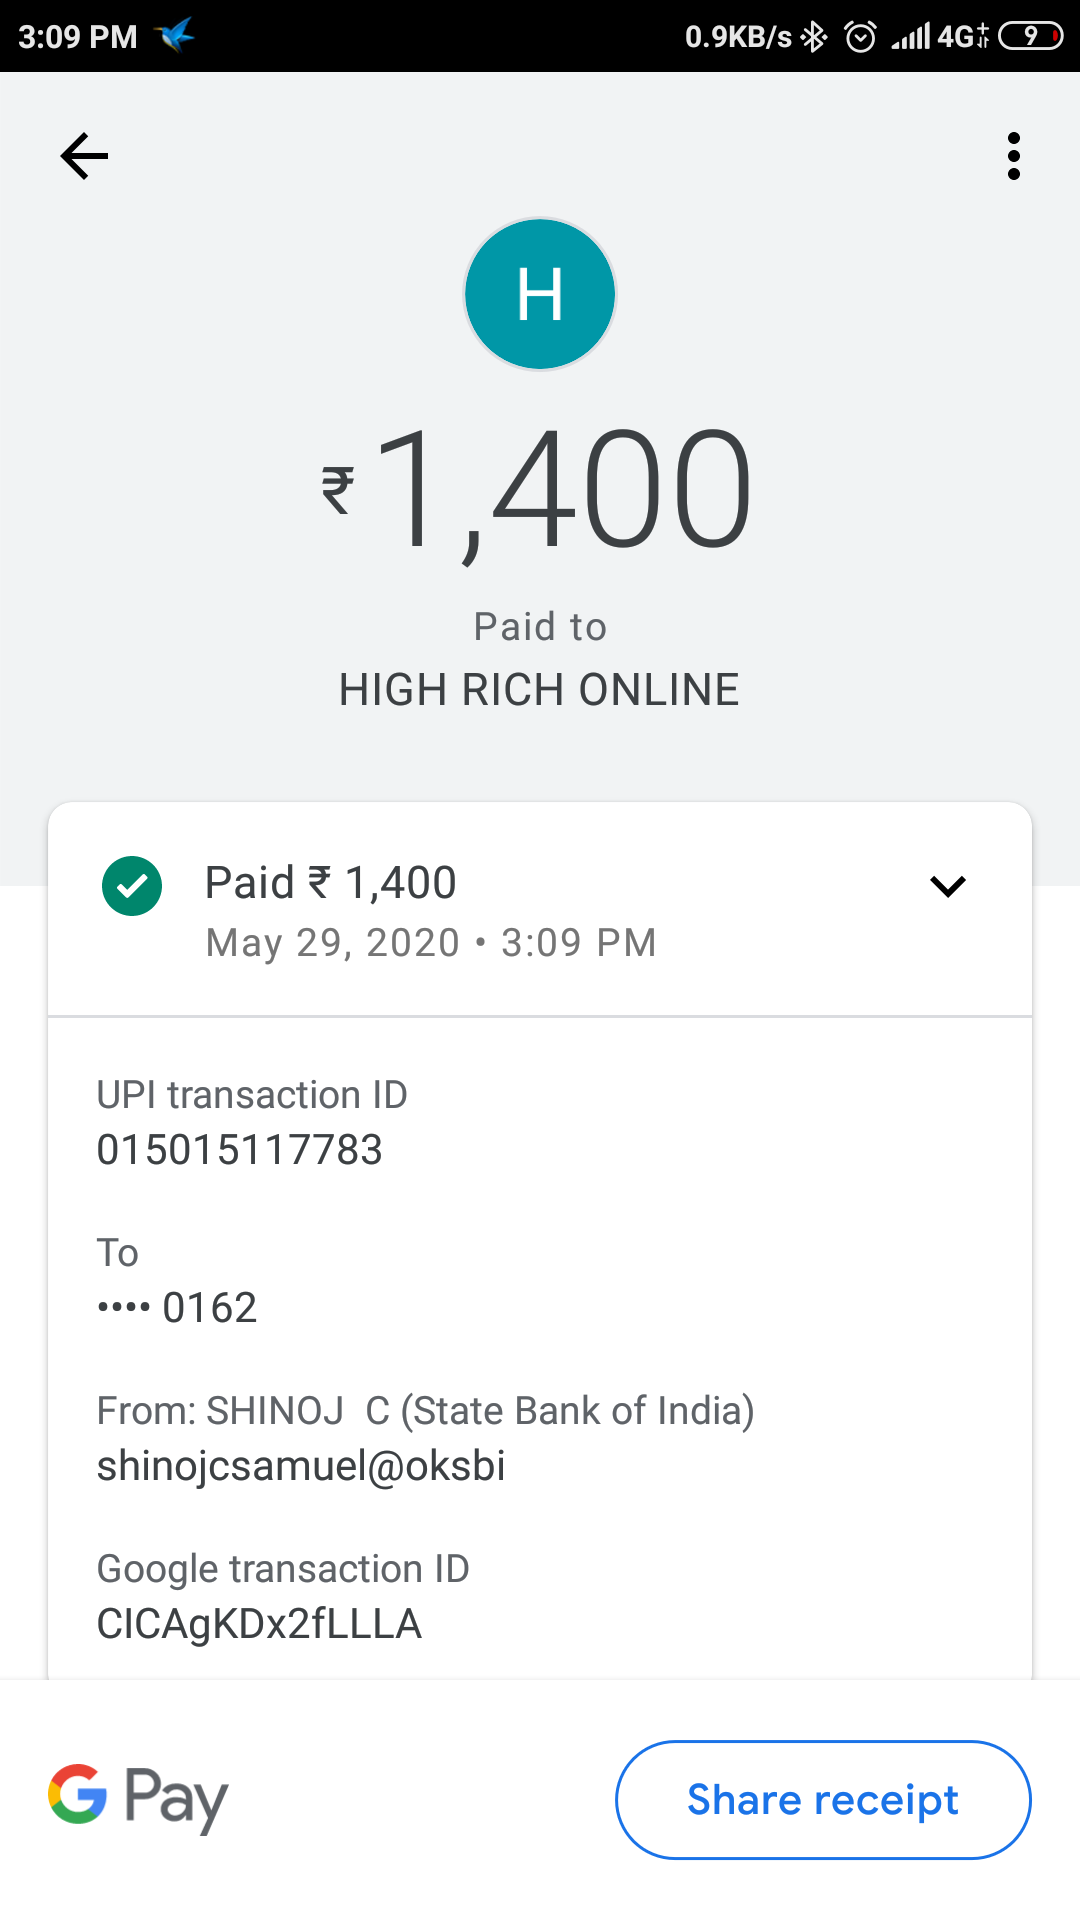 3:09 PM 0.9KB/s 4G 9
H
₹1,400
Paid to
HIGH RICH ONLINE
Paid ₹ 1,400
May 29, 2020 • 3:09 PM
UPI transaction ID
015015117783
To
•••• 0162
From: SHINOJ  C (State Bank of India)
shinojcsamuel@oksbi
Google transaction ID
CICAgKDx2fLLLA
G Pay
Share receipt